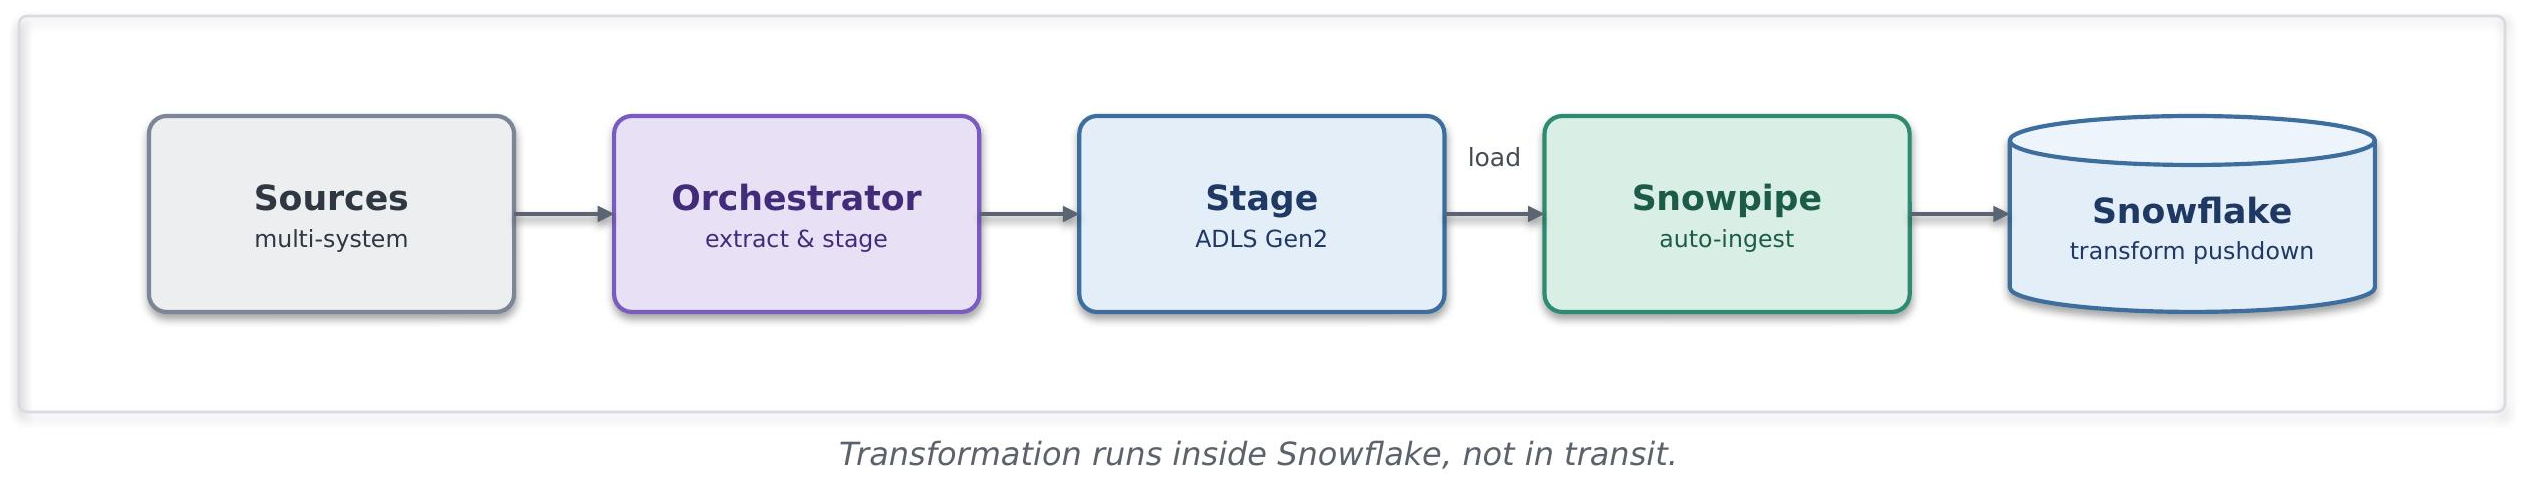 Sources
multi-system
Orchestrator
extract & stage
Stage
ADLS Gen2
load
Snowpipe
auto-ingest
Snowflake
transform pushdown
Transformation runs inside Snowflake, not in transit.